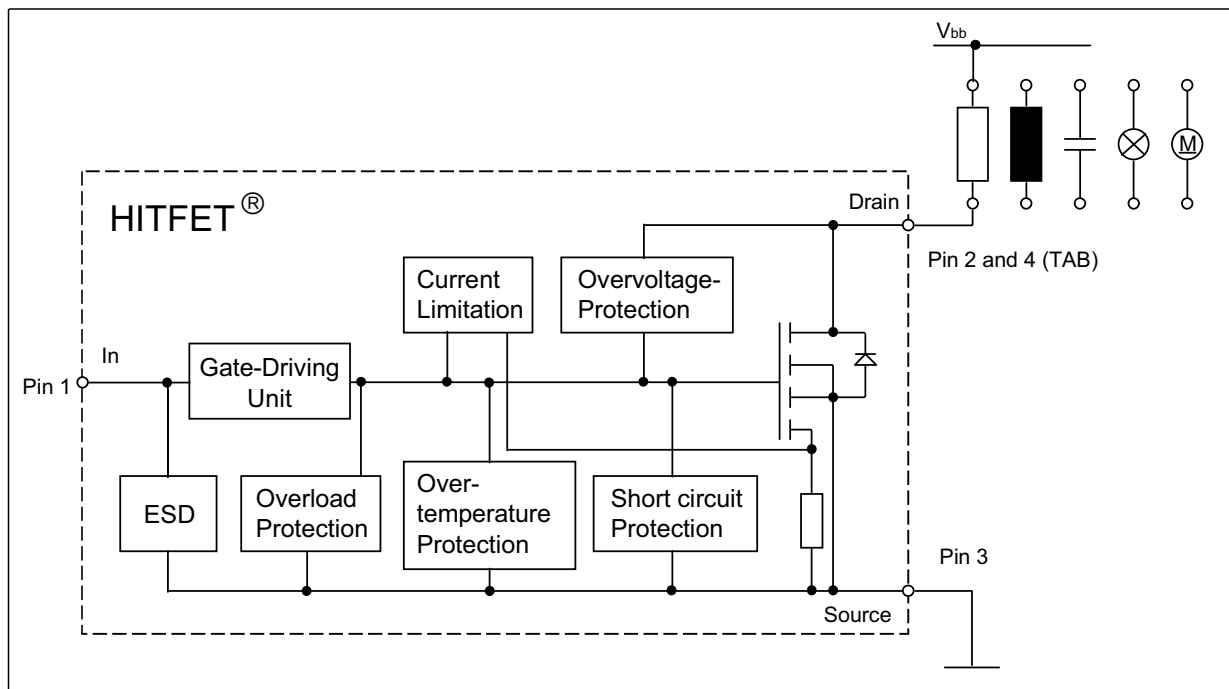 Vbb
M
HITFET ®
Drain
Pin 2 and 4 (TAB)
Current
Limitation
Overvoltage-
Protection
In
Pin 1
Gate-Driving
Unit
ESD
Overload
Protection
Over-
temperature
Protection
Short circuit
Protection
Pin 3
Source